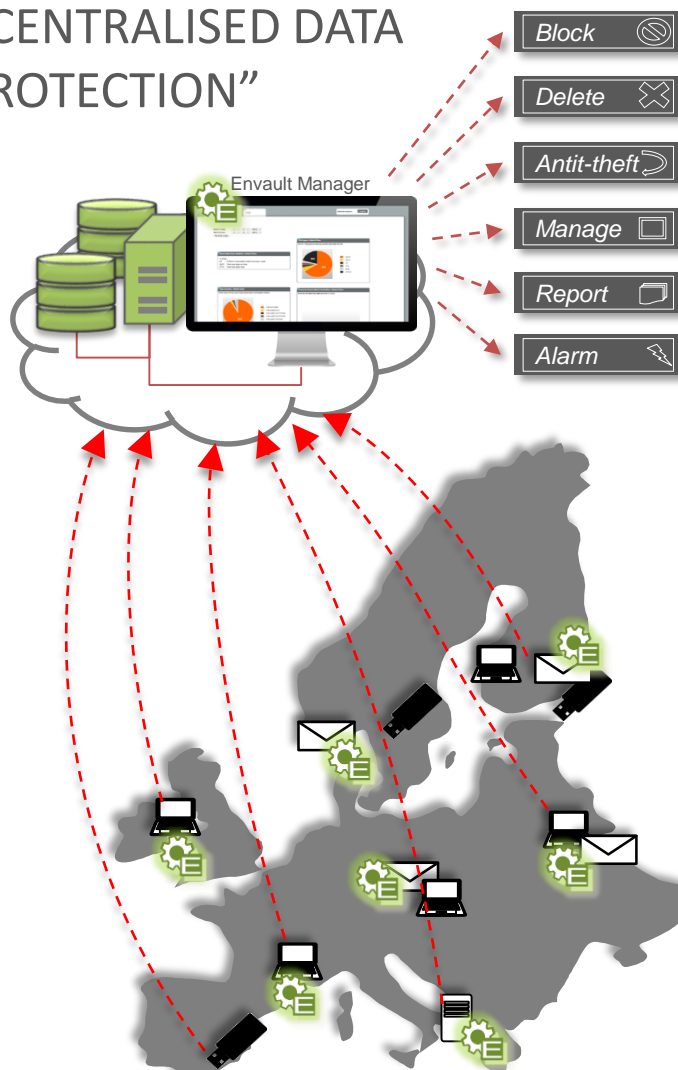 CENTRALISED DATA
ROTECTION”
Envault Manager
Block
Delete
Antit-theft
Manage
Report
Alarm